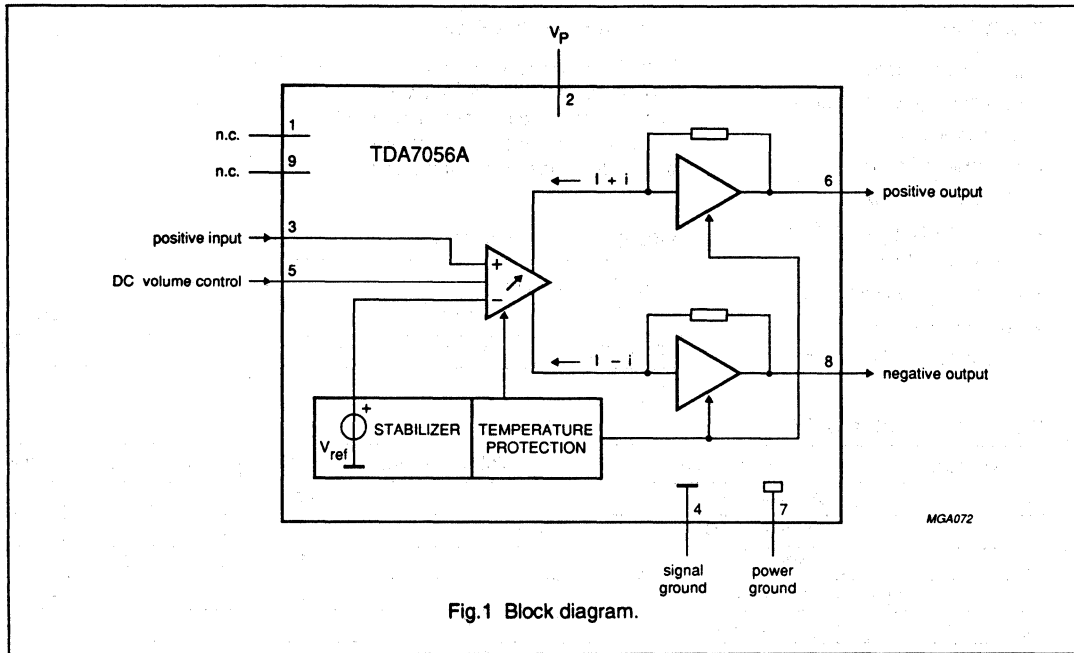 V_P
2
1
n.c.
TDA7056A
9
n.c.
I + i
6
positive output
3
positive input
+
5
DC volume control
−
I − i
8
negative output
+
STABILIZER
V_ref
TEMPERATURE
PROTECTION
4
7
MGA072
signal
ground
power
ground
Fig.1 Block diagram.